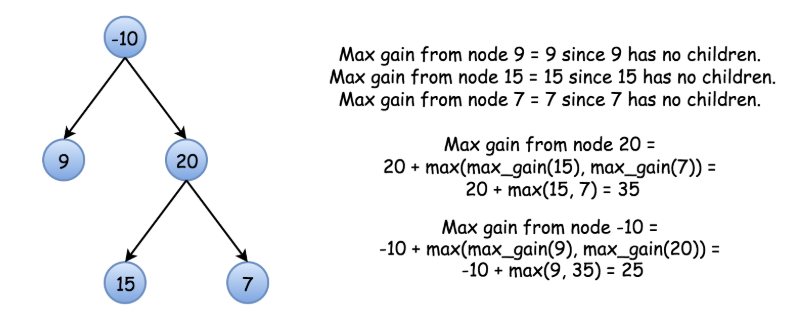 -10
Max gain from node 9 = 9 since 9 has no children.
Max gain from node 15 = 15 since 15 has no children.
Max gain from node 7 = 7 since 7 has no children.
9
20
Max gain from node 20 =
20 + max(max_gain(15), max_gain(7)) =
20 + max(15, 7) = 35
Max gain from node -10 =
-10 + max(max_gain(9), max_gain(20)) =
-10 + max(9, 35) = 25
15
7